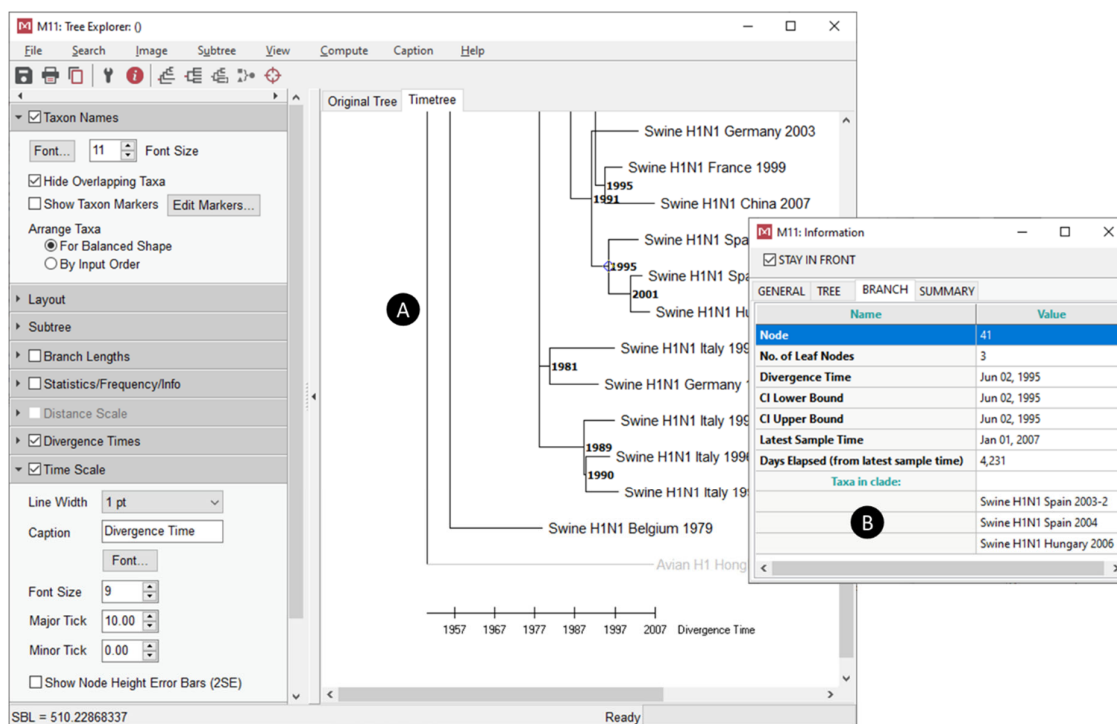 M11: Tree Explorer: ()
File Search Image Subtree View Compute Caption Help
Original Tree Timetree
Taxon Names
Font... 11 Font Size
Hide Overlapping Taxa
Show Taxon Markers Edit Markers...
Arrange Taxa
For Balanced Shape
By Input Order
Layout
Subtree
Branch Lengths
Statistics/Frequency/Info
Distance Scale
Divergence Times
Time Scale
Line Width 1 pt
Caption Divergence Time
Font...
Font Size 9
Major Tick 10.00
Minor Tick 0.00
Show Node Height Error Bars (2SE)
SBL = 510.22868337 Ready
Swine H1N1 Germany 2003
Swine H1N1 France 1999
1995
1991
Swine H1N1 China 2007
Swine H1N1 Spa
1995
Swine H1N1 Spa
2001
Swine H1N1 Hu
A
Swine H1N1 Italy 199
1981
Swine H1N1 Germany 1
Swine H1N1 Italy 199
1989
Swine H1N1 Italy 1996
1990
Swine H1N1 Italy 199
Swine H1N1 Belgium 1979
Avian H1 Hong
1957 1967 1977 1987 1997 2007 Divergence Time
M11: Information
STAY IN FRONT
GENERAL TREE BRANCH SUMMARY
Name Value
Node 41
No. of Leaf Nodes 3
Divergence Time Jun 02, 1995
CI Lower Bound Jun 02, 1995
CI Upper Bound Jun 02, 1995
Latest Sample Time Jan 01, 2007
Days Elapsed (from latest sample time) 4,231
Taxa in clade:
Swine H1N1 Spain 2003-2
B Swine H1N1 Spain 2004
Swine H1N1 Hungary 2006